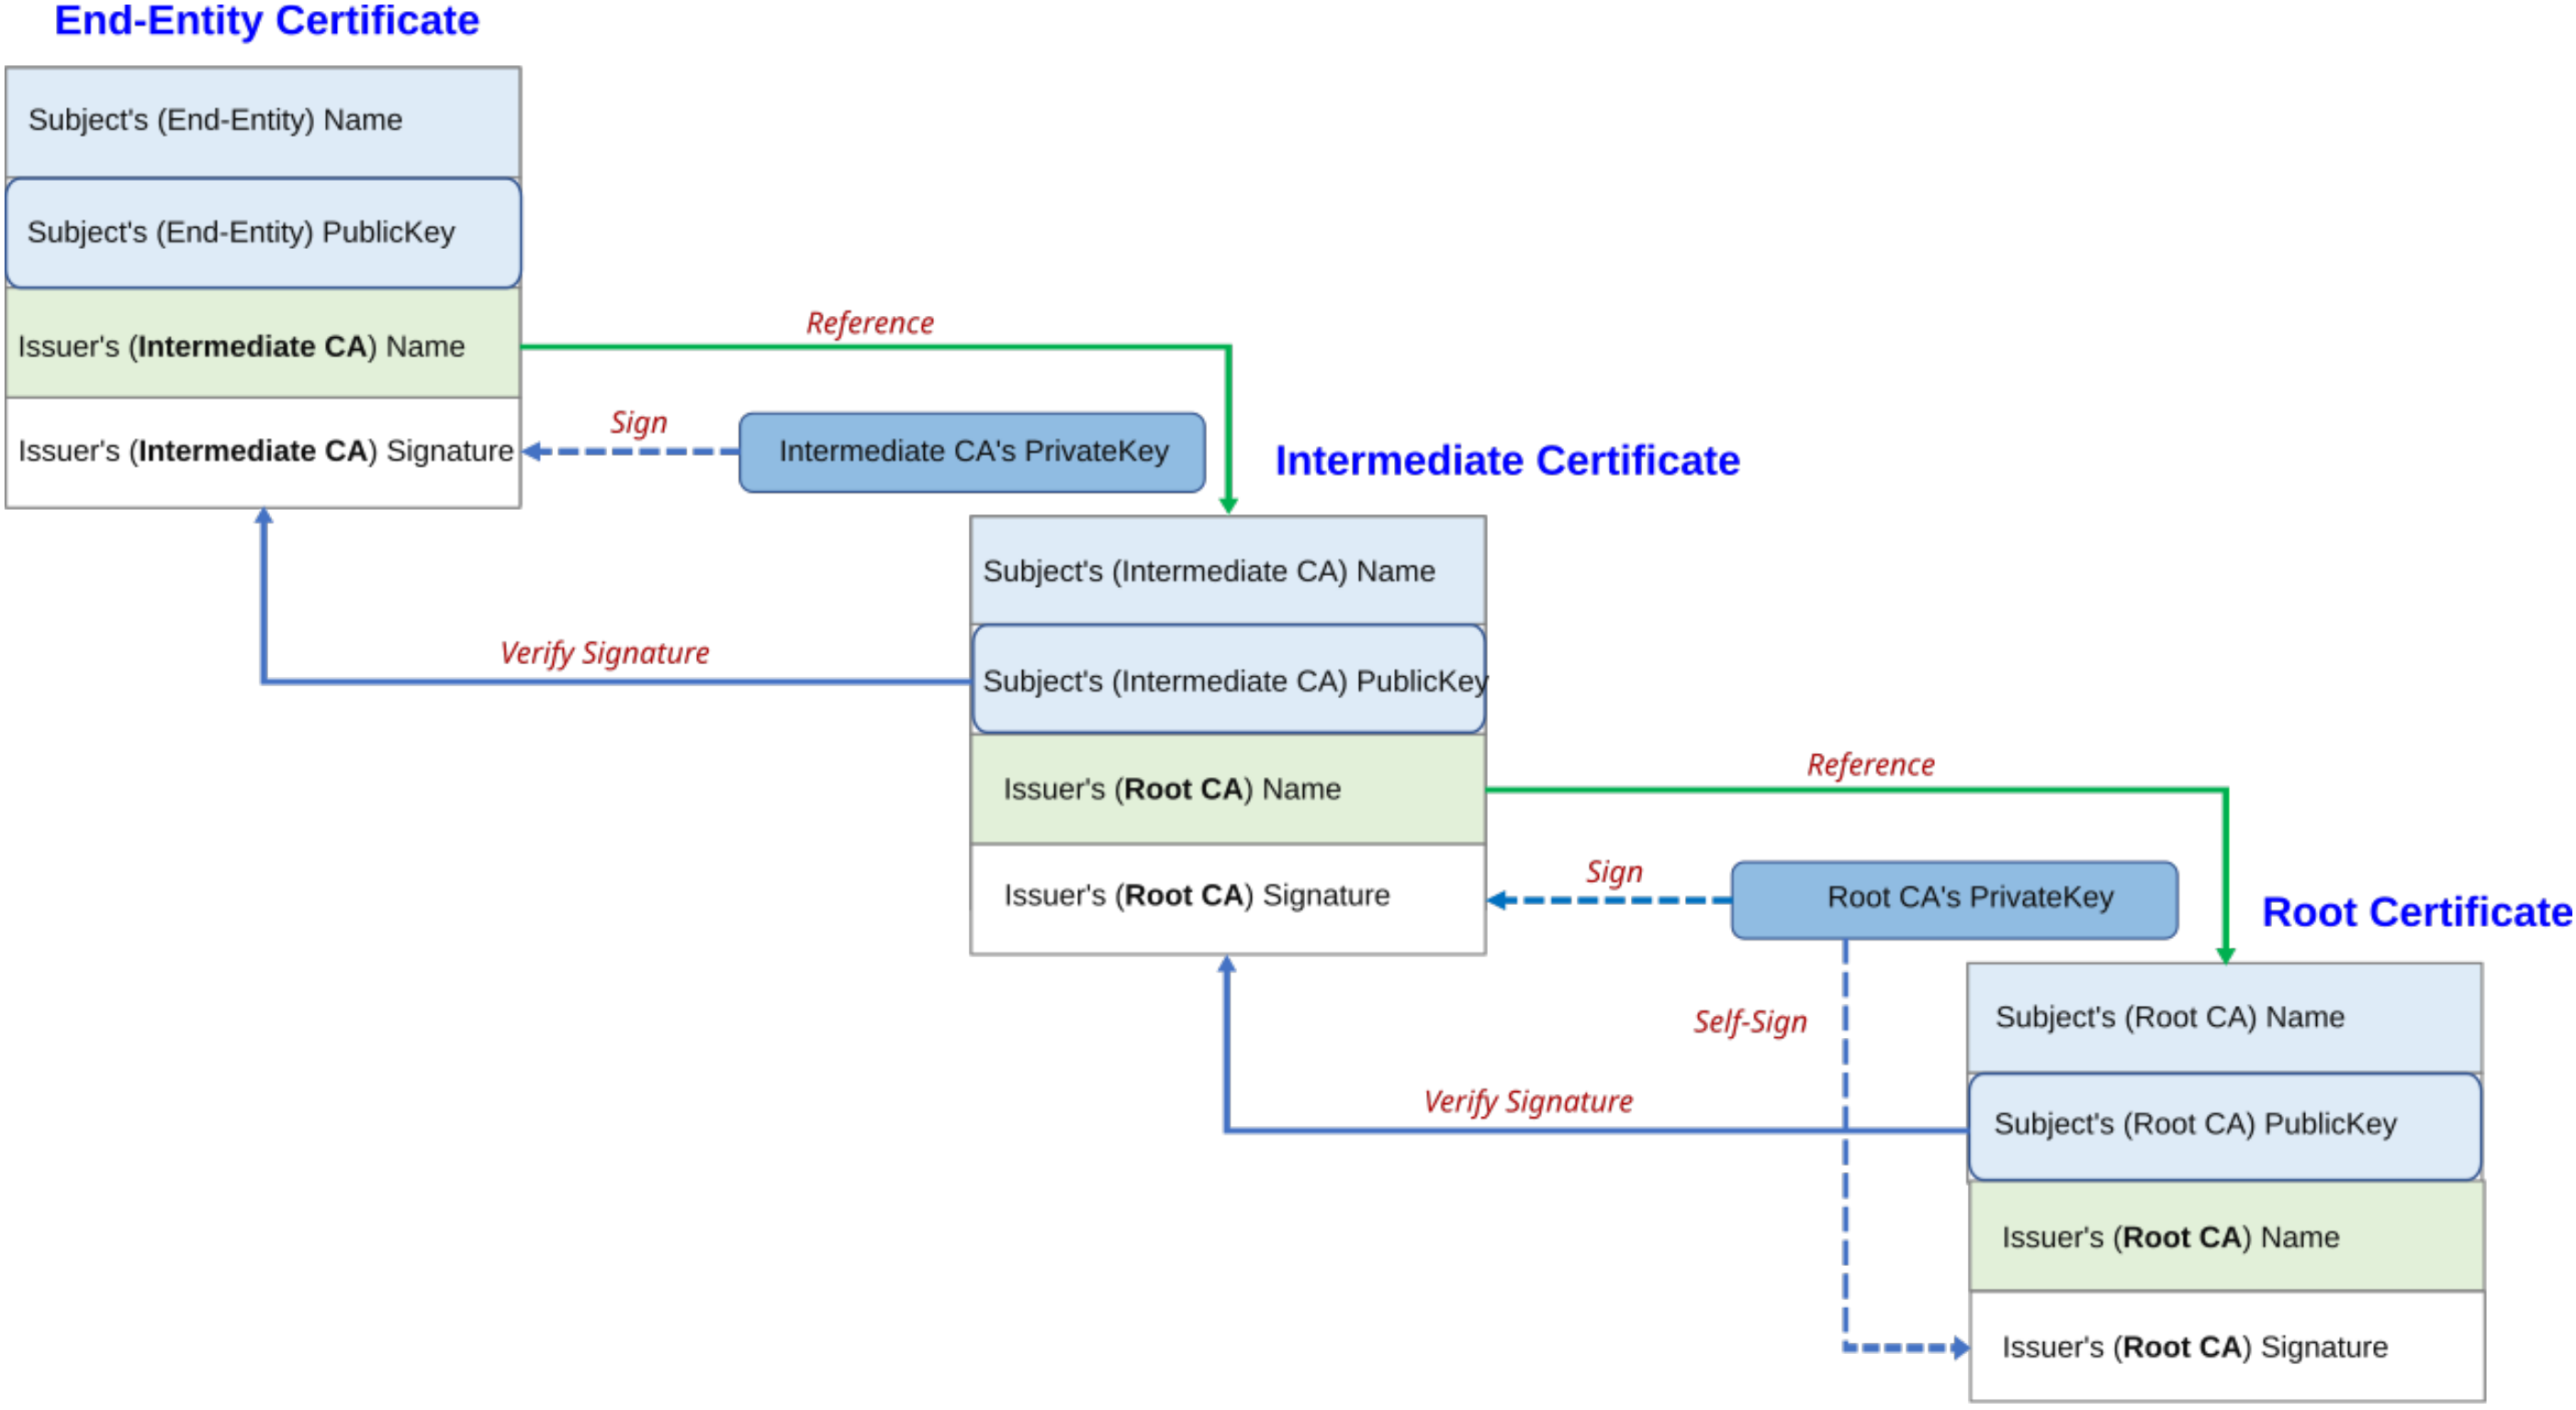 End-Entity Certificate
Subject's (End-Entity) Name
Subject's (End-Entity) PublicKey
Issuer's (Intermediate CA) Name
Reference
Issuer's (Intermediate CA) Signature
Sign
Intermediate CA's PrivateKey
Intermediate Certificate
Subject's (Intermediate CA) Name
Verify Signature
Subject's (Intermediate CA) PublicKey
Issuer's (Root CA) Name
Reference
Issuer's (Root CA) Signature
Sign
Root CA's PrivateKey
Root Certificate
Self-Sign
Subject's (Root CA) Name
Verify Signature
Subject's (Root CA) PublicKey
Issuer's (Root CA) Name
Issuer's (Root CA) Signature